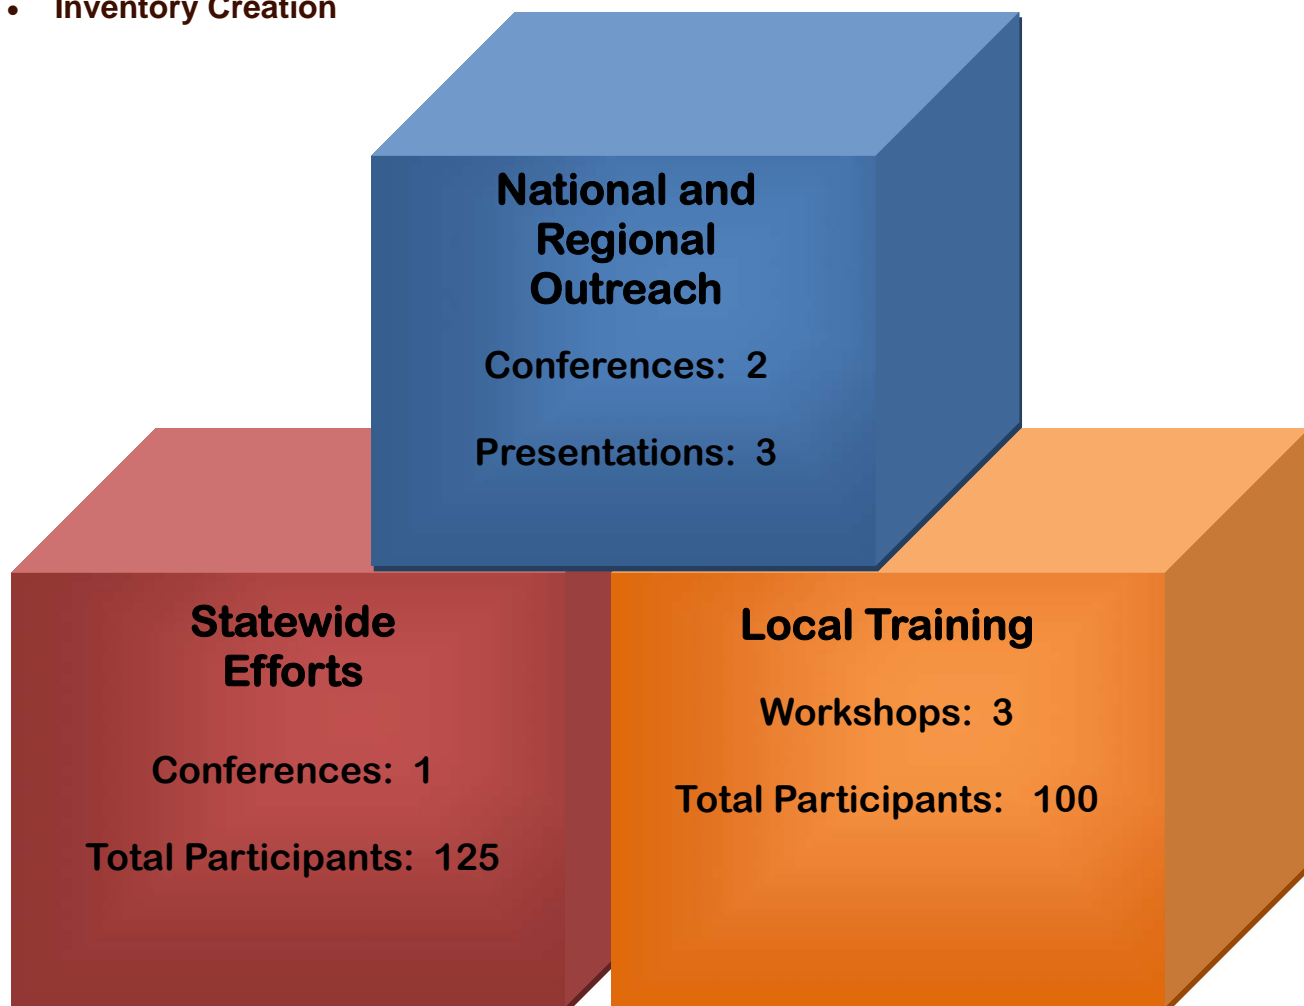 • Inventory Creation
National and
Regional
Outreach
Conferences: 2
Presentations: 3
Statewide
Efforts
Conferences: 1
Total Participants: 125
Local Training
Workshops: 3
Total Participants: 100